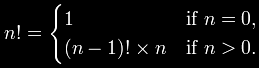 n! = { 1 if n = 0,
(n − 1)! × n if n > 0.